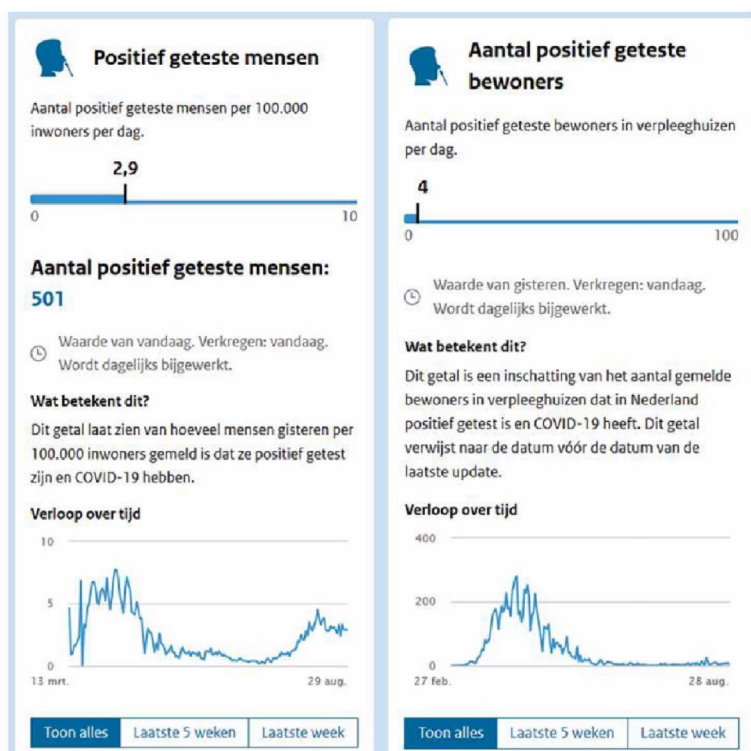 Positief geteste mensen
Aantal positief geteste mensen per 100.000
inwoners per dag.
2,9
0
10
Aantal positief geteste mensen:
501
Waarde van vandaag. Verkregen: vandaag.
Wordt dagelijks bijgewerkt.
Wat betekent dit?
Dit getal laat zien van hoeveel mensen gisteren per
100.000 inwoners gemeld is dat ze positief getest
zijn en COVID-19 hebben.
Verloop over tijd
10
5
0
13 mrt.
29 aug.
Toon alles
Laatste 5 weken
Laatste week
Aantal positief geteste
bewoners
Aantal positief geteste bewoners in verpleeghuizen
per dag.
4
0
100
Waarde van gisteren. Verkregen: vandaag.
Wordt dagelijks bijgewerkt.
Wat betekent dit?
Dit getal is een inschatting van het aantal gemelde
bewoners in verpleeghuizen dat in Nederland
positief getest is en COVID-19 heeft. Dit getal
verwijst naar de datum vóór de datum van de
laatste update.
Verloop over tijd
400
200
0
27 feb.
28 aug.
Toon alles
Laatste 5 weken
Laatste week